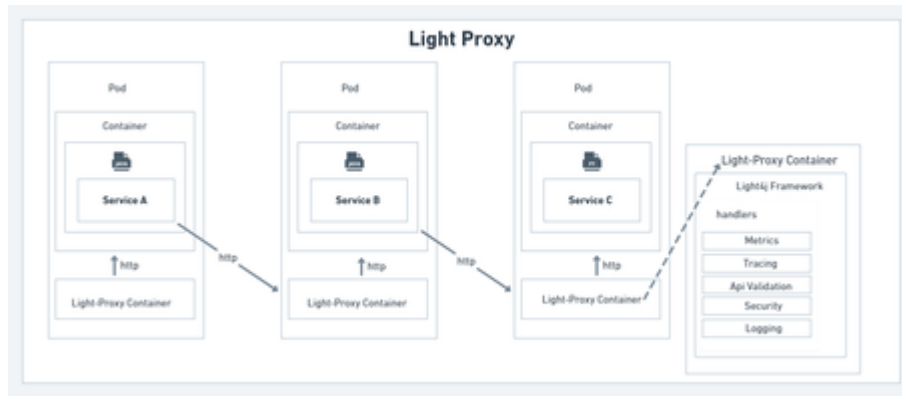 Light Proxy
Pod
Container
Service A
http
Light-Proxy Container
http
Pod
Container
Service B
http
Light-Proxy Container
http
Pod
Container
Service C
http
Light-Proxy Container
Light-Proxy Container
Light4j Framework
handlers
Metrics
Tracing
Api Validation
Security
Logging